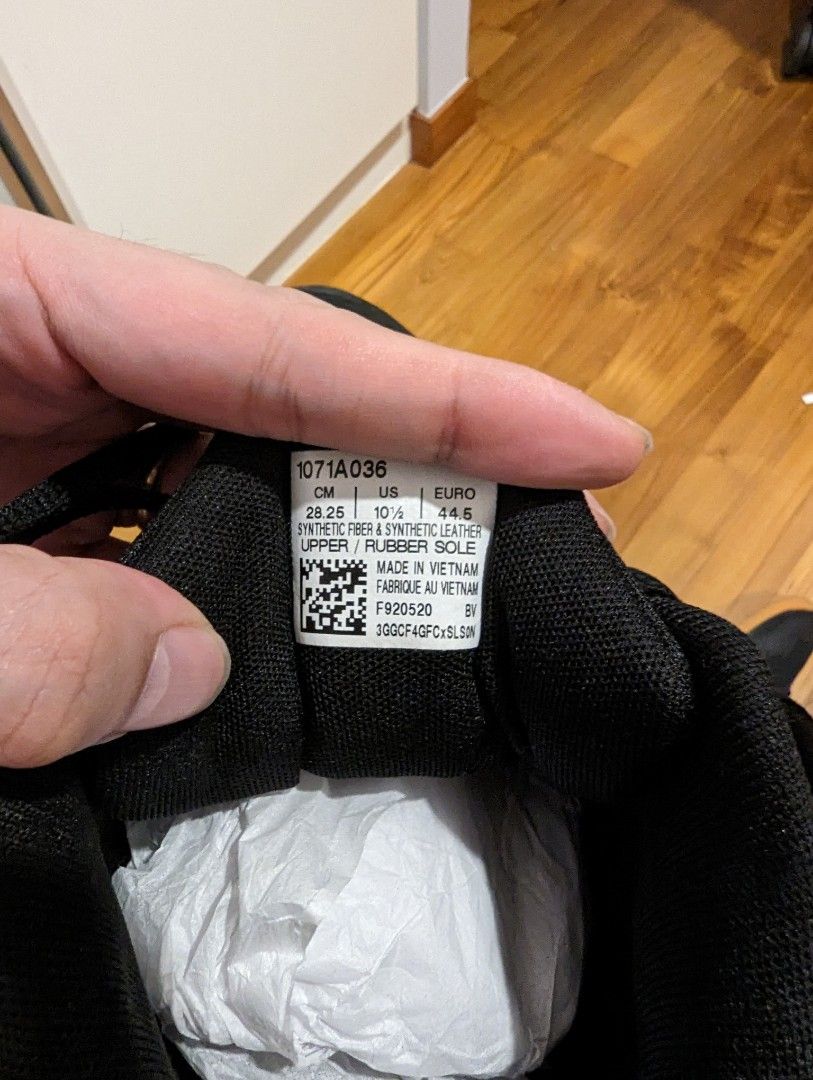 1071A036
CM | US | EURO
28.25 | 10½ | 44.5
SYNTHETIC FIBER & SYNTHETIC LEATHER
UPPER / RUBBER SOLE
MADE IN VIETNAM
FABRIQUE AU VIETNAM
F920520 BV
3GGCF4GFCxSLS0N